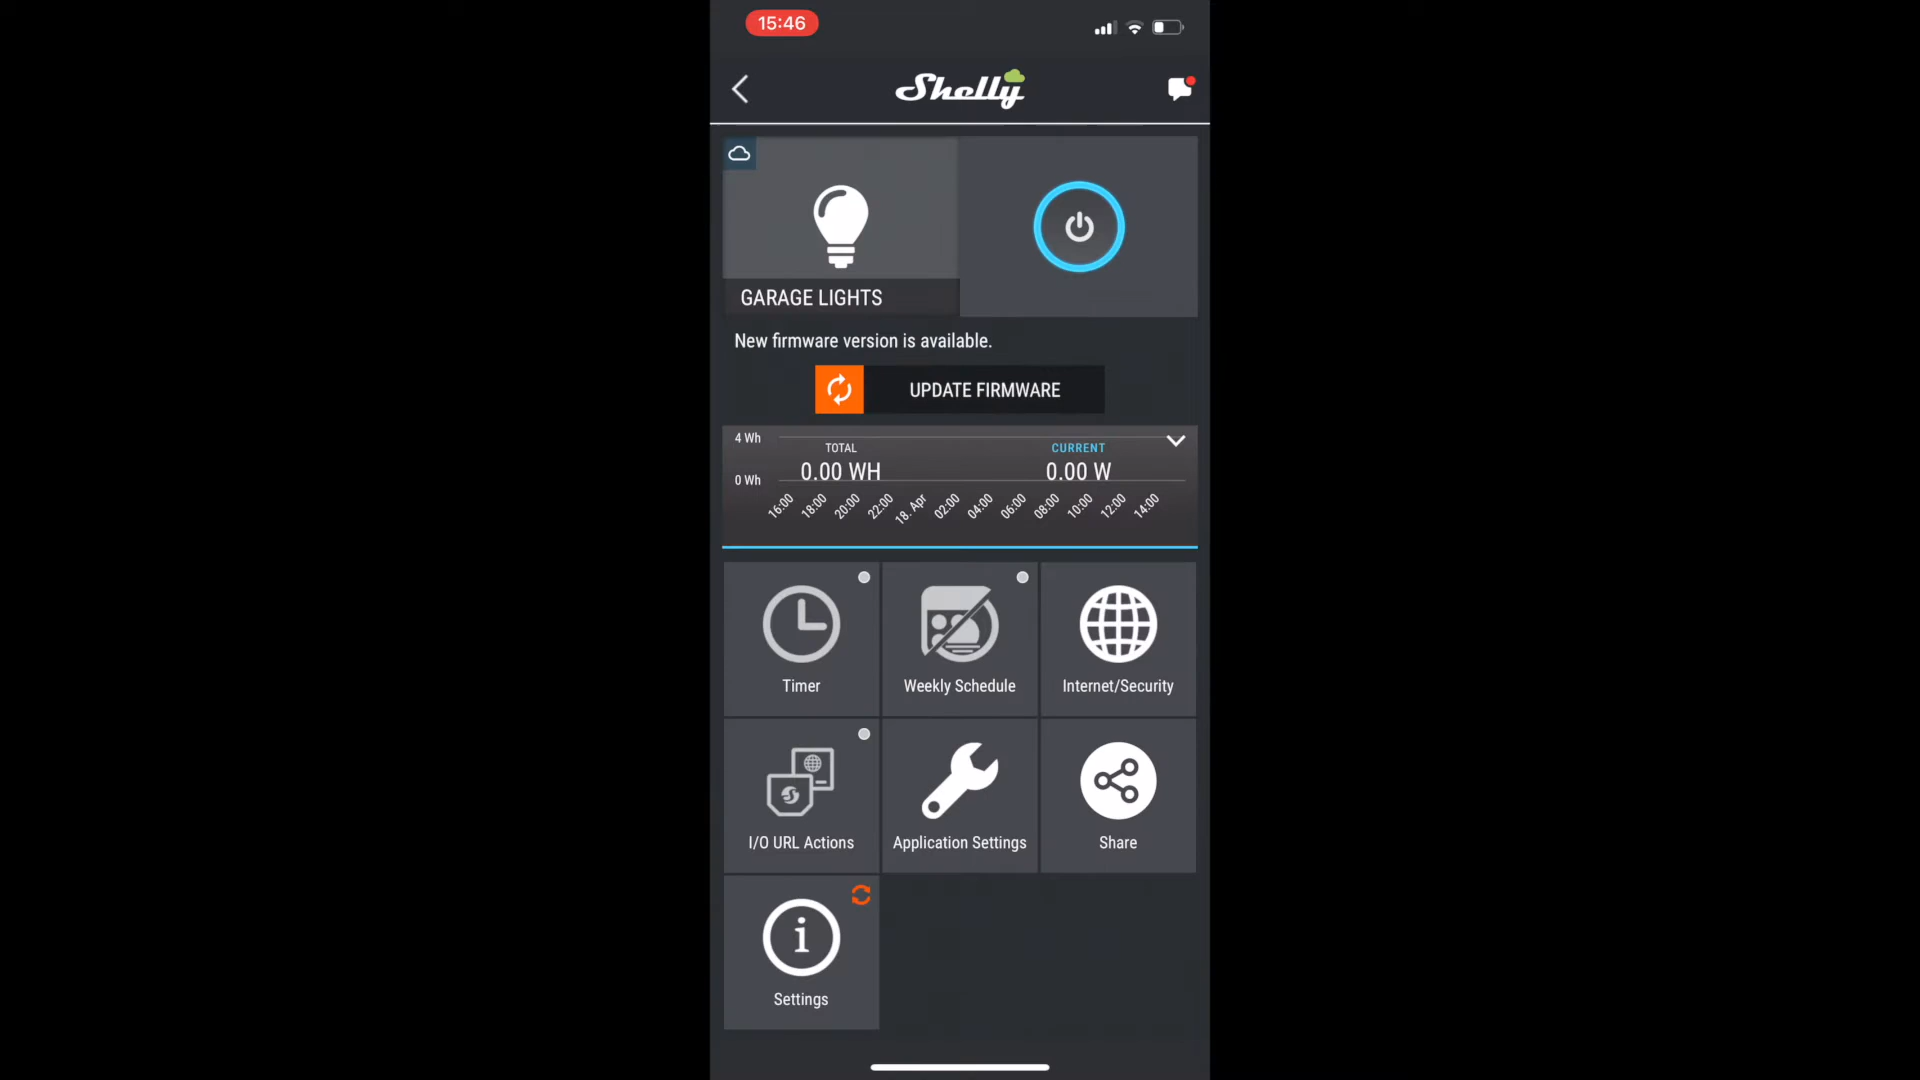 15:46
Shelly
GARAGE LIGHTS
New firmware version is available.
UPDATE FIRMWARE
4 Wh
TOTAL
CURRENT
0.00 WH
0.00 W
0 Wh
16:00 18:00 20:00 22:00 18. Apr 02:00 04:00 06:00 08:00 10:00 12:00 14:00
Timer
Weekly Schedule
Internet/Security
I/O URL Actions
Application Settings
Share
i
Settings